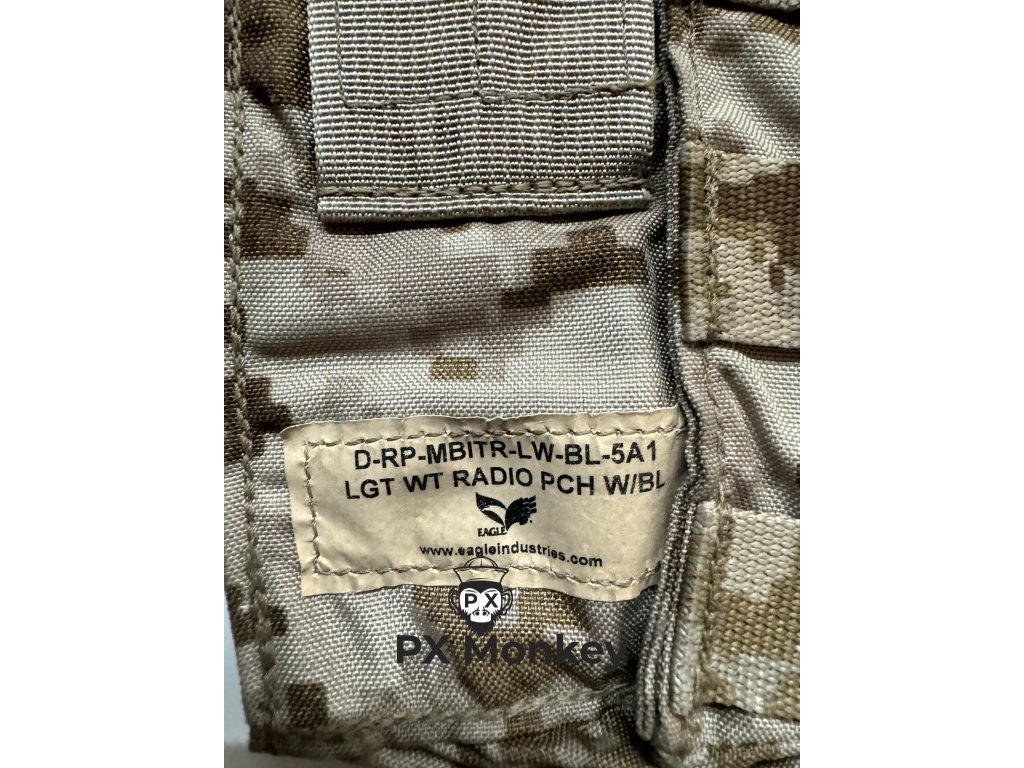 D-RP-MBITR-LW-BL-5A1
LGT WT RADIO PCH W/BL
EAGLE
www.eagleindustries.com
PX
PX Monkey